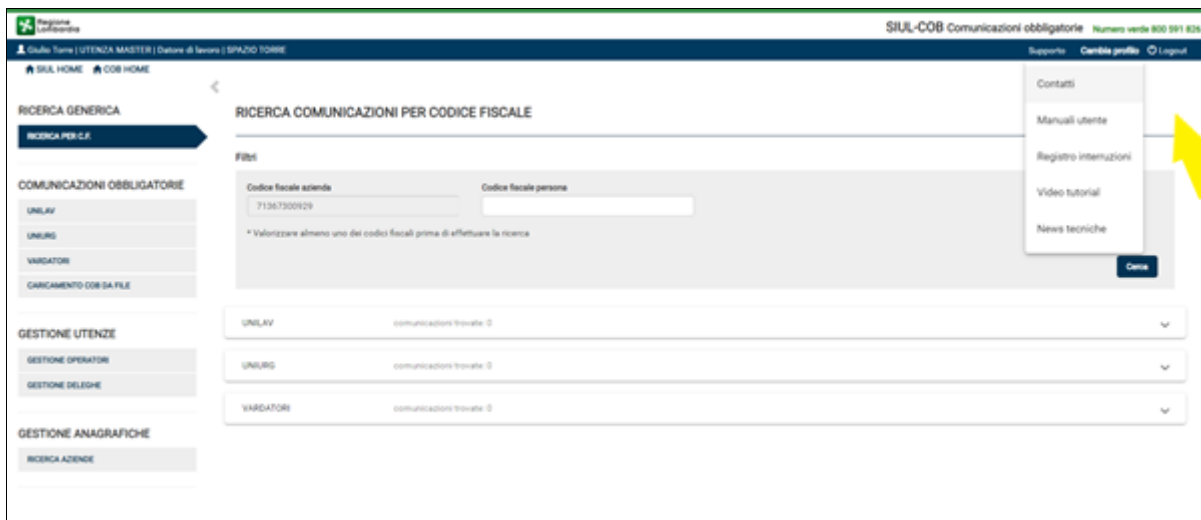 Regione
Lombardia
SIUL-COB Comunicazioni obbligatorie Numero verde 800 591 826
Giulio Torre | UTENZA MASTER | Datore di lavoro | SPAZIO TORRE
Supporto Cambia profilo Logout
SIUL HOME COB HOME
Contatti
Manuali utente
Registro interruzioni
Video tutorial
News tecniche
RICERCA GENERICA
RICERCA PER C.F.
COMUNICAZIONI OBBLIGATORIE
UNILAV
UNIURG
VARDATORI
CARICAMENTO COB DA FILE
GESTIONE UTENZE
GESTIONE OPERATORI
GESTIONE DELEGHE
GESTIONE ANAGRAFICHE
RICERCA AZIENDE
RICERCA COMUNICAZIONI PER CODICE FISCALE
Filtri
Codice fiscale azienda Codice fiscale persona
71367300929
* Valorizzare almeno uno dei codici fiscali prima di effettuare la ricerca
Cerca
UNILAV comunicazioni trovate: 0
UNIURG comunicazioni trovate: 0
VARDATORI comunicazioni trovate: 0